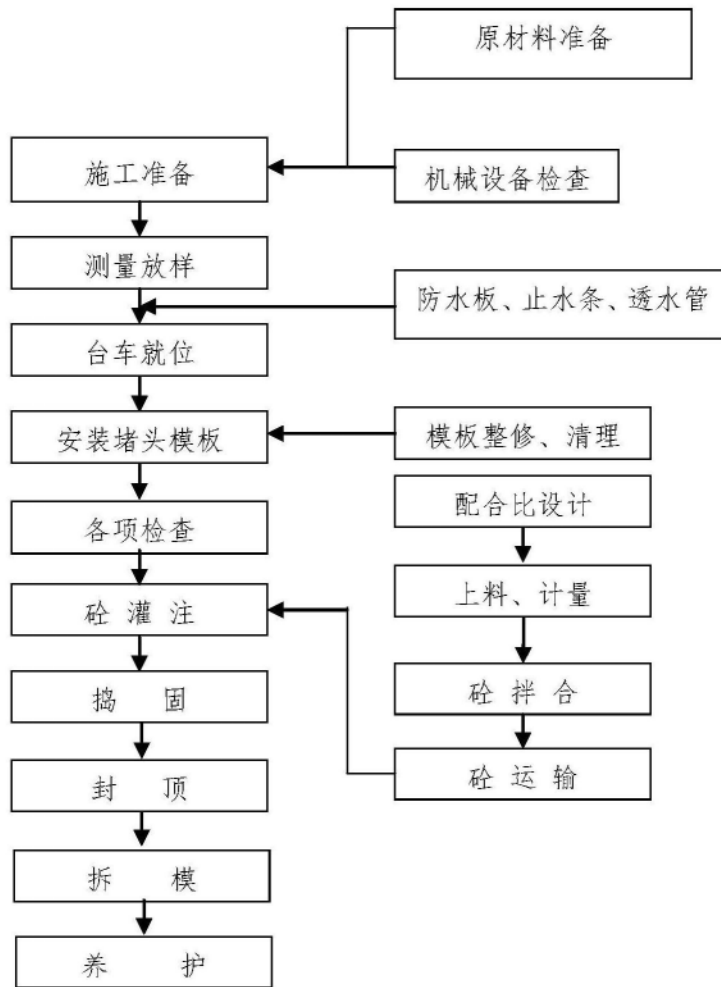 原材料准备
施工准备
机械设备检查
测量放样
防水板、止水条、透水管
台车就位
安装堵头模板
模板整修、清理
配合比设计
各项检查
上料、计量
砼 灌 注
捣 固
砼 拌 合
封 顶
砼 运 输
拆 模
养 护